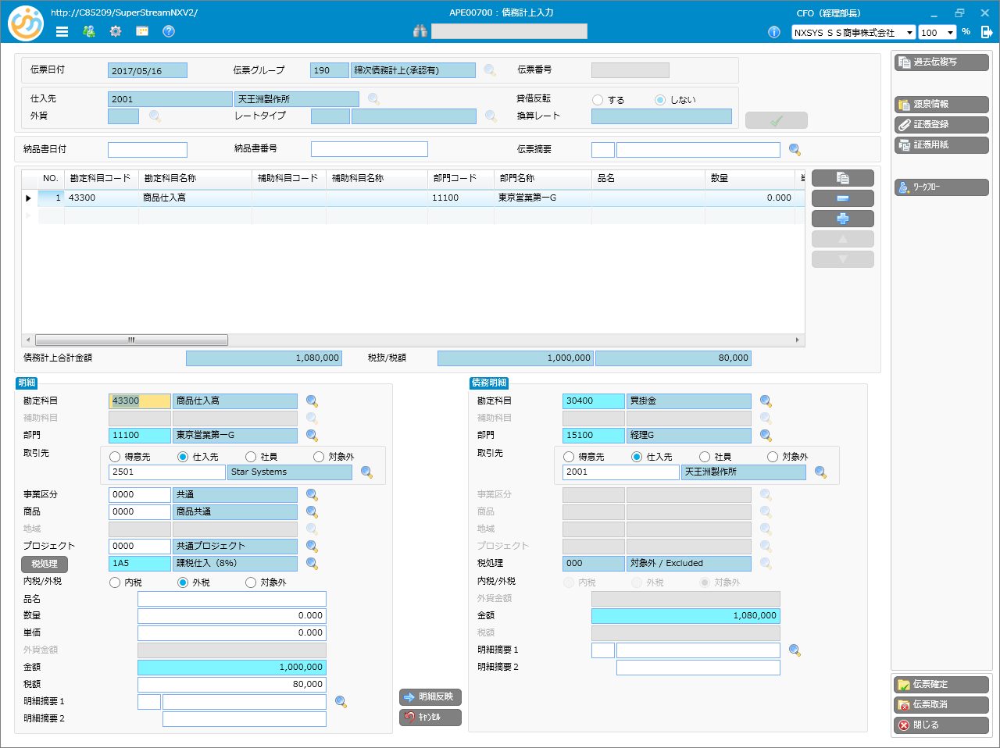 http://C85209/SuperStreamNXV2/
APE00700 : 債務計上入力
CFO（経理部長）
NXSYS ＳＳ商事株式会社
100
%
伝票日付
2017/05/16
伝票グループ
190
締次債務計上(承認有)
伝票番号
仕入先
2001
天王洲製作所
貸借反転
する
しない
外貨
レートタイプ
換算レート
納品書日付
納品書番号
伝票摘要
NO.
勘定科目コード
勘定科目名称
補助科目コード
補助科目名称
部門コード
部門名称
品名
数量
1
43300
商品仕入高
11100
東京営業第一G
0.000
債務計上合計金額
1,080,000
税抜/税額
1,000,000
80,000
明細
勘定科目
43300
商品仕入高
補助科目
部門
11100
東京営業第一G
取引先
得意先
仕入先
社員
対象外
2501
Star Systems
事業区分
0000
共通
商品
0000
商品共通
地域
プロジェクト
0000
共通プロジェクト
税処理
1A5
課税仕入（8%）
内税/外税
内税
外税
対象外
品名
数量
0.000
単価
0.000
外貨金額
金額
1,000,000
税額
80,000
明細摘要１
明細摘要２
明細反映
ｷｬﾝｾﾙ
債務明細
勘定科目
30400
買掛金
補助科目
部門
15100
経理G
取引先
得意先
仕入先
社員
対象外
2001
天王洲製作所
事業区分
商品
地域
プロジェクト
税処理
000
対象外 / Excluded
内税/外税
内税
外税
対象外
外貨金額
金額
1,080,000
税額
明細摘要１
明細摘要２
過去伝複写
源泉情報
証憑登録
証憑用紙
ﾜｰｸﾌﾛｰ
伝票確定
伝票取消
閉じる